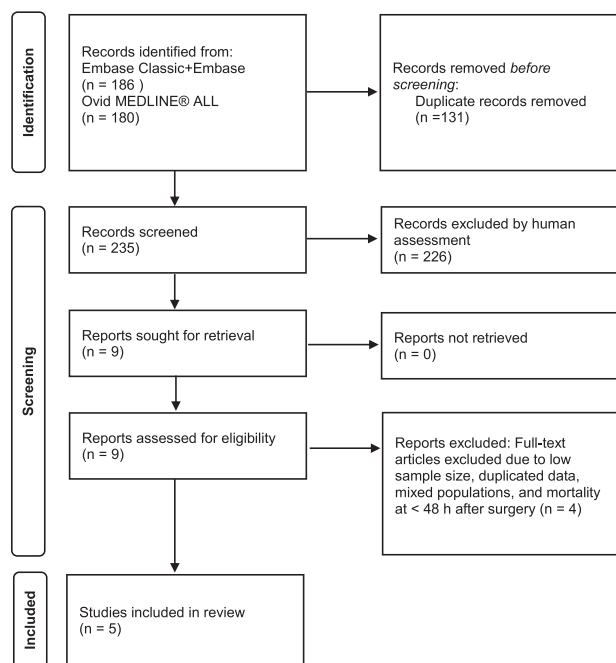 Identification
Records identified from:
Embase Classic+Embase
(n = 186 )
Ovid MEDLINE® ALL
(n = 180)
Records removed before
screening:
Duplicate records removed
(n =131)
Screening
Records screened
(n = 235)
Records excluded by human
assessment
(n = 226)
Reports sought for retrieval
(n = 9)
Reports not retrieved
(n = 0)
Reports assessed for eligibility
(n = 9)
Reports excluded: Full-text
articles excluded due to low
sample size, duplicated data,
mixed populations, and mortality
at < 48 h after surgery (n = 4)
Included
Studies included in review
(n = 5)